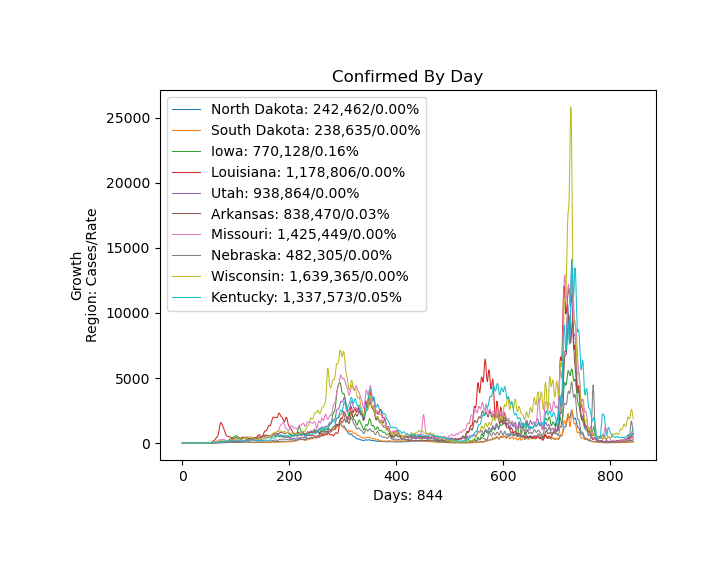 Confirmed By Day
Growth
Region: Cases/Rate
25000
20000
15000
10000
5000
0
North Dakota: 242,462/0.00%
South Dakota: 238,635/0.00%
Iowa: 770,128/0.16%
Louisiana: 1,178,806/0.00%
Utah: 938,864/0.00%
Arkansas: 838,470/0.03%
Missouri: 1,425,449/0.00%
Nebraska: 482,305/0.00%
Wisconsin: 1,639,365/0.00%
Kentucky: 1,337,573/0.05%
0 200 400 600 800
Days: 844